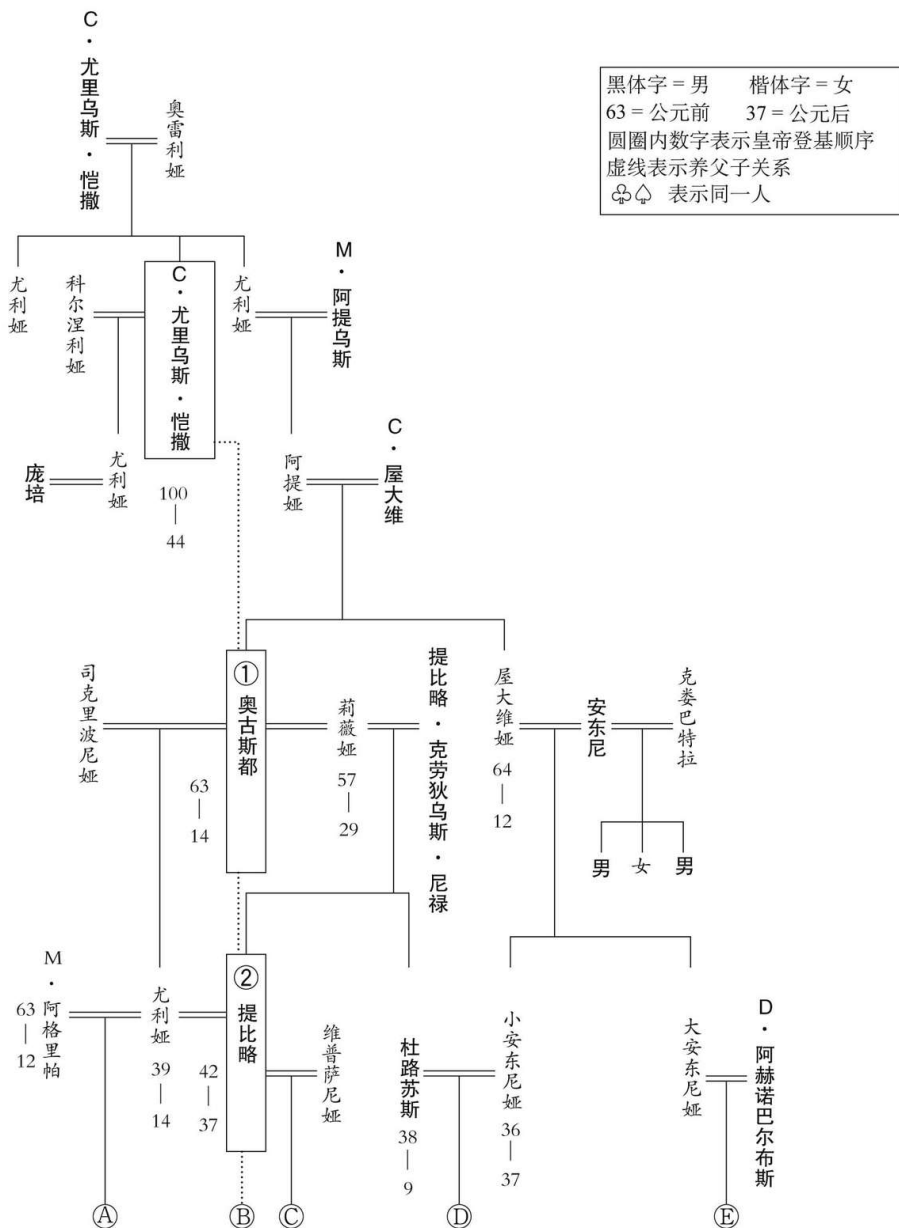 C・尤里乌斯・恺撒
奥雷利娅
黑体字 = 男 楷体字 = 女
63 = 公元前 37 = 公元后
圆圈内数字表示皇帝登基顺序
虚线表示养父子关系
♧♤ 表示同一人
尤利娅
科尔涅利娅
C・尤里乌斯・恺撒
尤利娅
M・阿提乌斯
庞培
尤利娅
100
|
44
阿提娅
C・屋大维
司克里波尼娅
①奥古斯都
63
|
14
莉薇娅
57
|
29
提比略・克劳狄乌斯・尼禄
屋大维娅
64
|
12
安东尼
克娄巴特拉
男
女
男
M・阿格里帕
63
|
12
尤利娅
39
|
14
②提比略
42
|
37
维普萨尼娅
杜路苏斯
38
|
9
小安东尼娅
36
|
37
大安东尼娅
D・阿赫诺巴尔布斯
Ⓐ
Ⓑ
Ⓒ
Ⓓ
Ⓔ